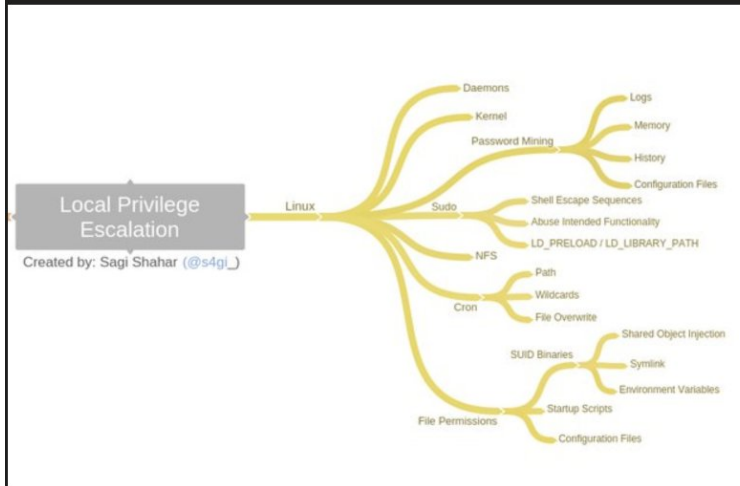 Local Privilege
Escalation
Created by: Sagi Shahar (@s4gi_)
Linux
Daemons
Kernel
Password Mining
Logs
Memory
History
Configuration Files
Sudo
Shell Escape Sequences
Abuse Intended Functionality
LD_PRELOAD / LD_LIBRARY_PATH
NFS
Cron
Path
Wildcards
File Overwrite
File Permissions
SUID Binaries
Shared Object Injection
Symlink
Environment Variables
Startup Scripts
Configuration Files